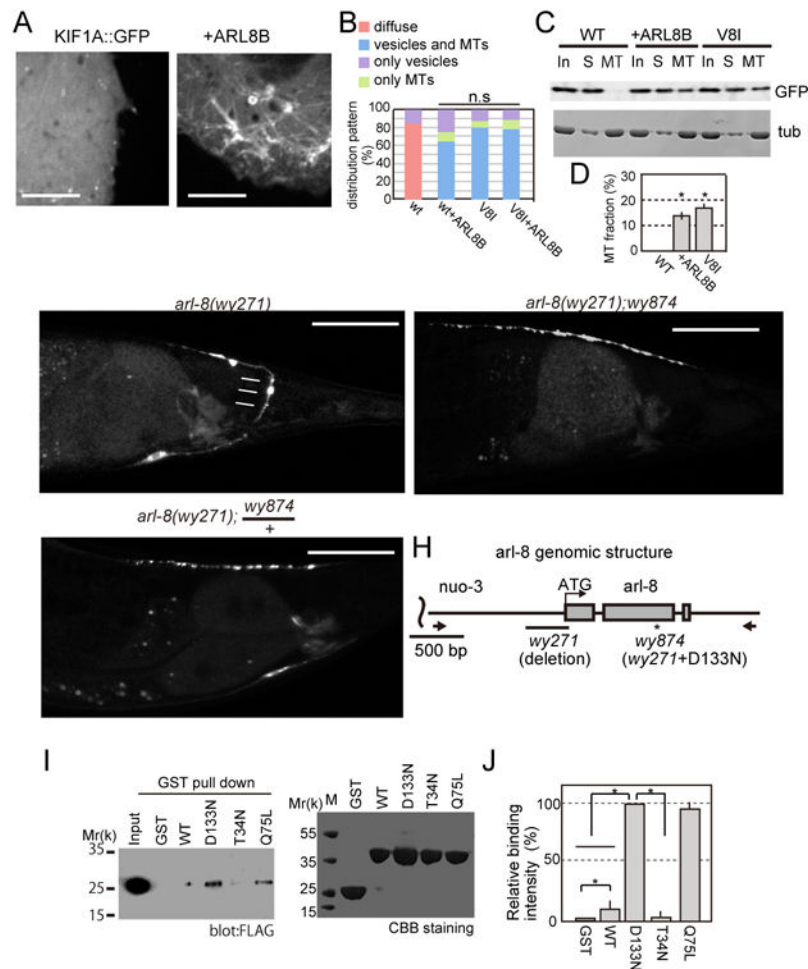 A
KIF1A::GFP
+ARL8B
B
diffuse
vesicles and MTs
only vesicles
only MTs
n.s
100
80
60
40
20
0
distribution pattern
(%)
wt
wt+ARL8B
V8I
V8I+ARL8B
C
WT
+ARL8B
V8I
In S MT In S MT In S MT
GFP
tub
D
30
20
10
0
MT fraction (%)
* *
WT
+ARL8B
V8I
arl-8(wy271)
arl-8(wy271);wy874
arl-8(wy271); wy874
+
H
arl-8 genomic structure
nuo-3
ATG
arl-8
*
500 bp
wy271
(deletion)
wy874
(wy271+D133N)
I
GST pull down
Mr(k)
Input
GST
WT
D133N
T34N
Q75L
35
25
15
blot:FLAG
Mr(k)
M
GST
WT
D133N
T34N
Q75L
55
35
25
15
CBB staining
J
Relative binding
intensity (%)
100
50
0
* *
*
GST
WT
D133N
T34N
Q75L